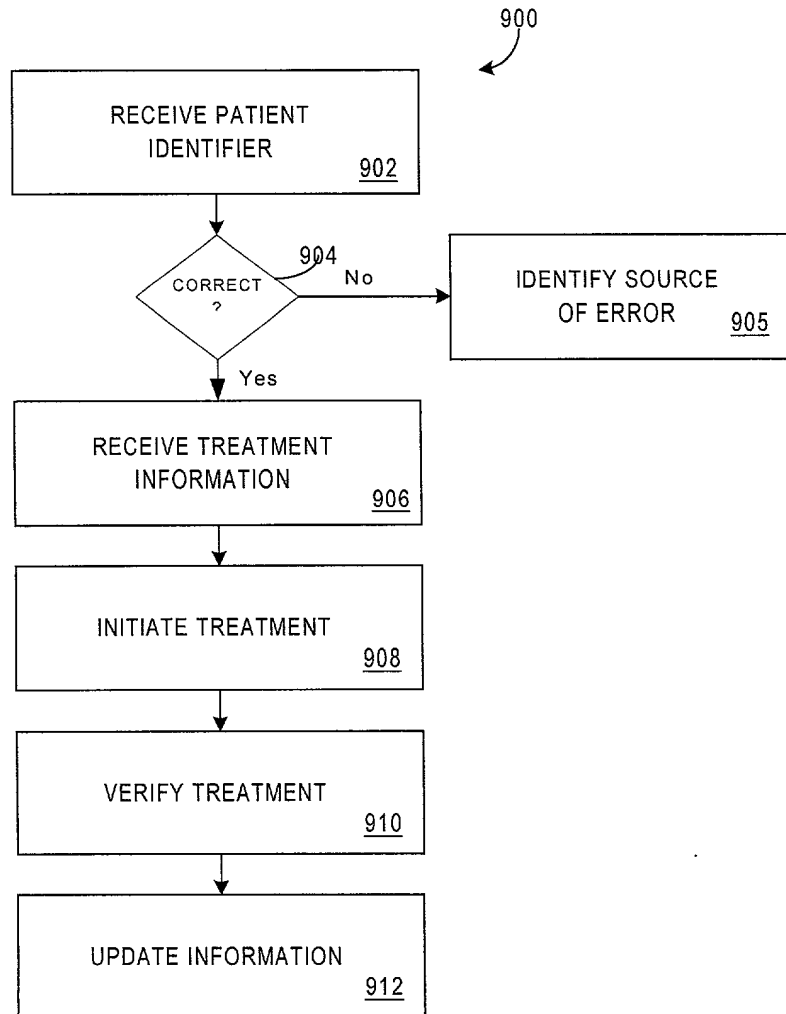 900
RECEIVE PATIENT
IDENTIFIER
902
904
CORRECT
?
No
IDENTIFY SOURCE
OF ERROR
905
Yes
RECEIVE TREATMENT
INFORMATION
906
INITIATE TREATMENT
908
VERIFY TREATMENT
910
UPDATE INFORMATION
912